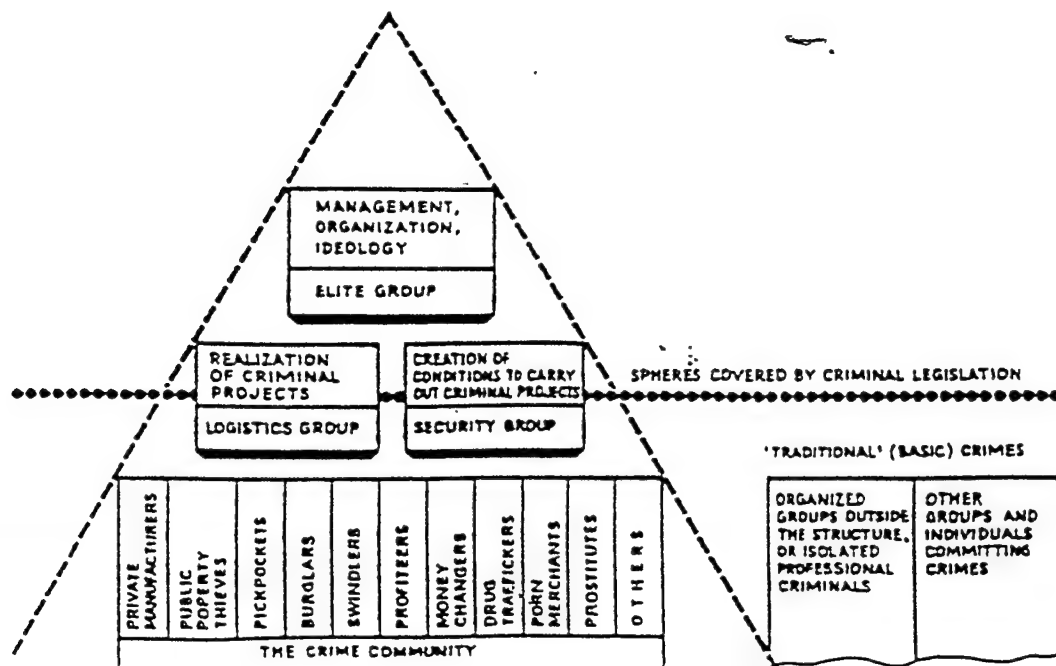 MANAGEMENT,
ORGANIZATION,
IDEOLOGY
ELITE GROUP
REALIZATION
OF CRIMINAL
PROJECTS
LOGISTICS GROUP
CREATION OF
CONDITIONS TO CARRY
OUT CRIMINAL PROJECTS
SECURITY GROUP
SPHERES COVERED BY CRIMINAL LEGISLATION
'TRADITIONAL' (BASIC) CRIMES
PRIVATE
MANUFACTURERS
PUBLIC
POPERTY
THIEVES
PICKPOCKETS
BURGLARS
SWINDLERS
PROFITEERS
MONEY
CHANGERS
DRUG
TRAFFICKERS
PORN
MERCHANTS
PROSTITUTES
OTHERS
THE CRIME COMMUNITY
ORGANIZED
GROUPS OUTSIDE
THE STRUCTURE,
OR ISOLATED
PROFESSIONAL
CRIMINALS
OTHER
GROUPS AND
INDIVIDUALS
COMMITTING
CRIMES